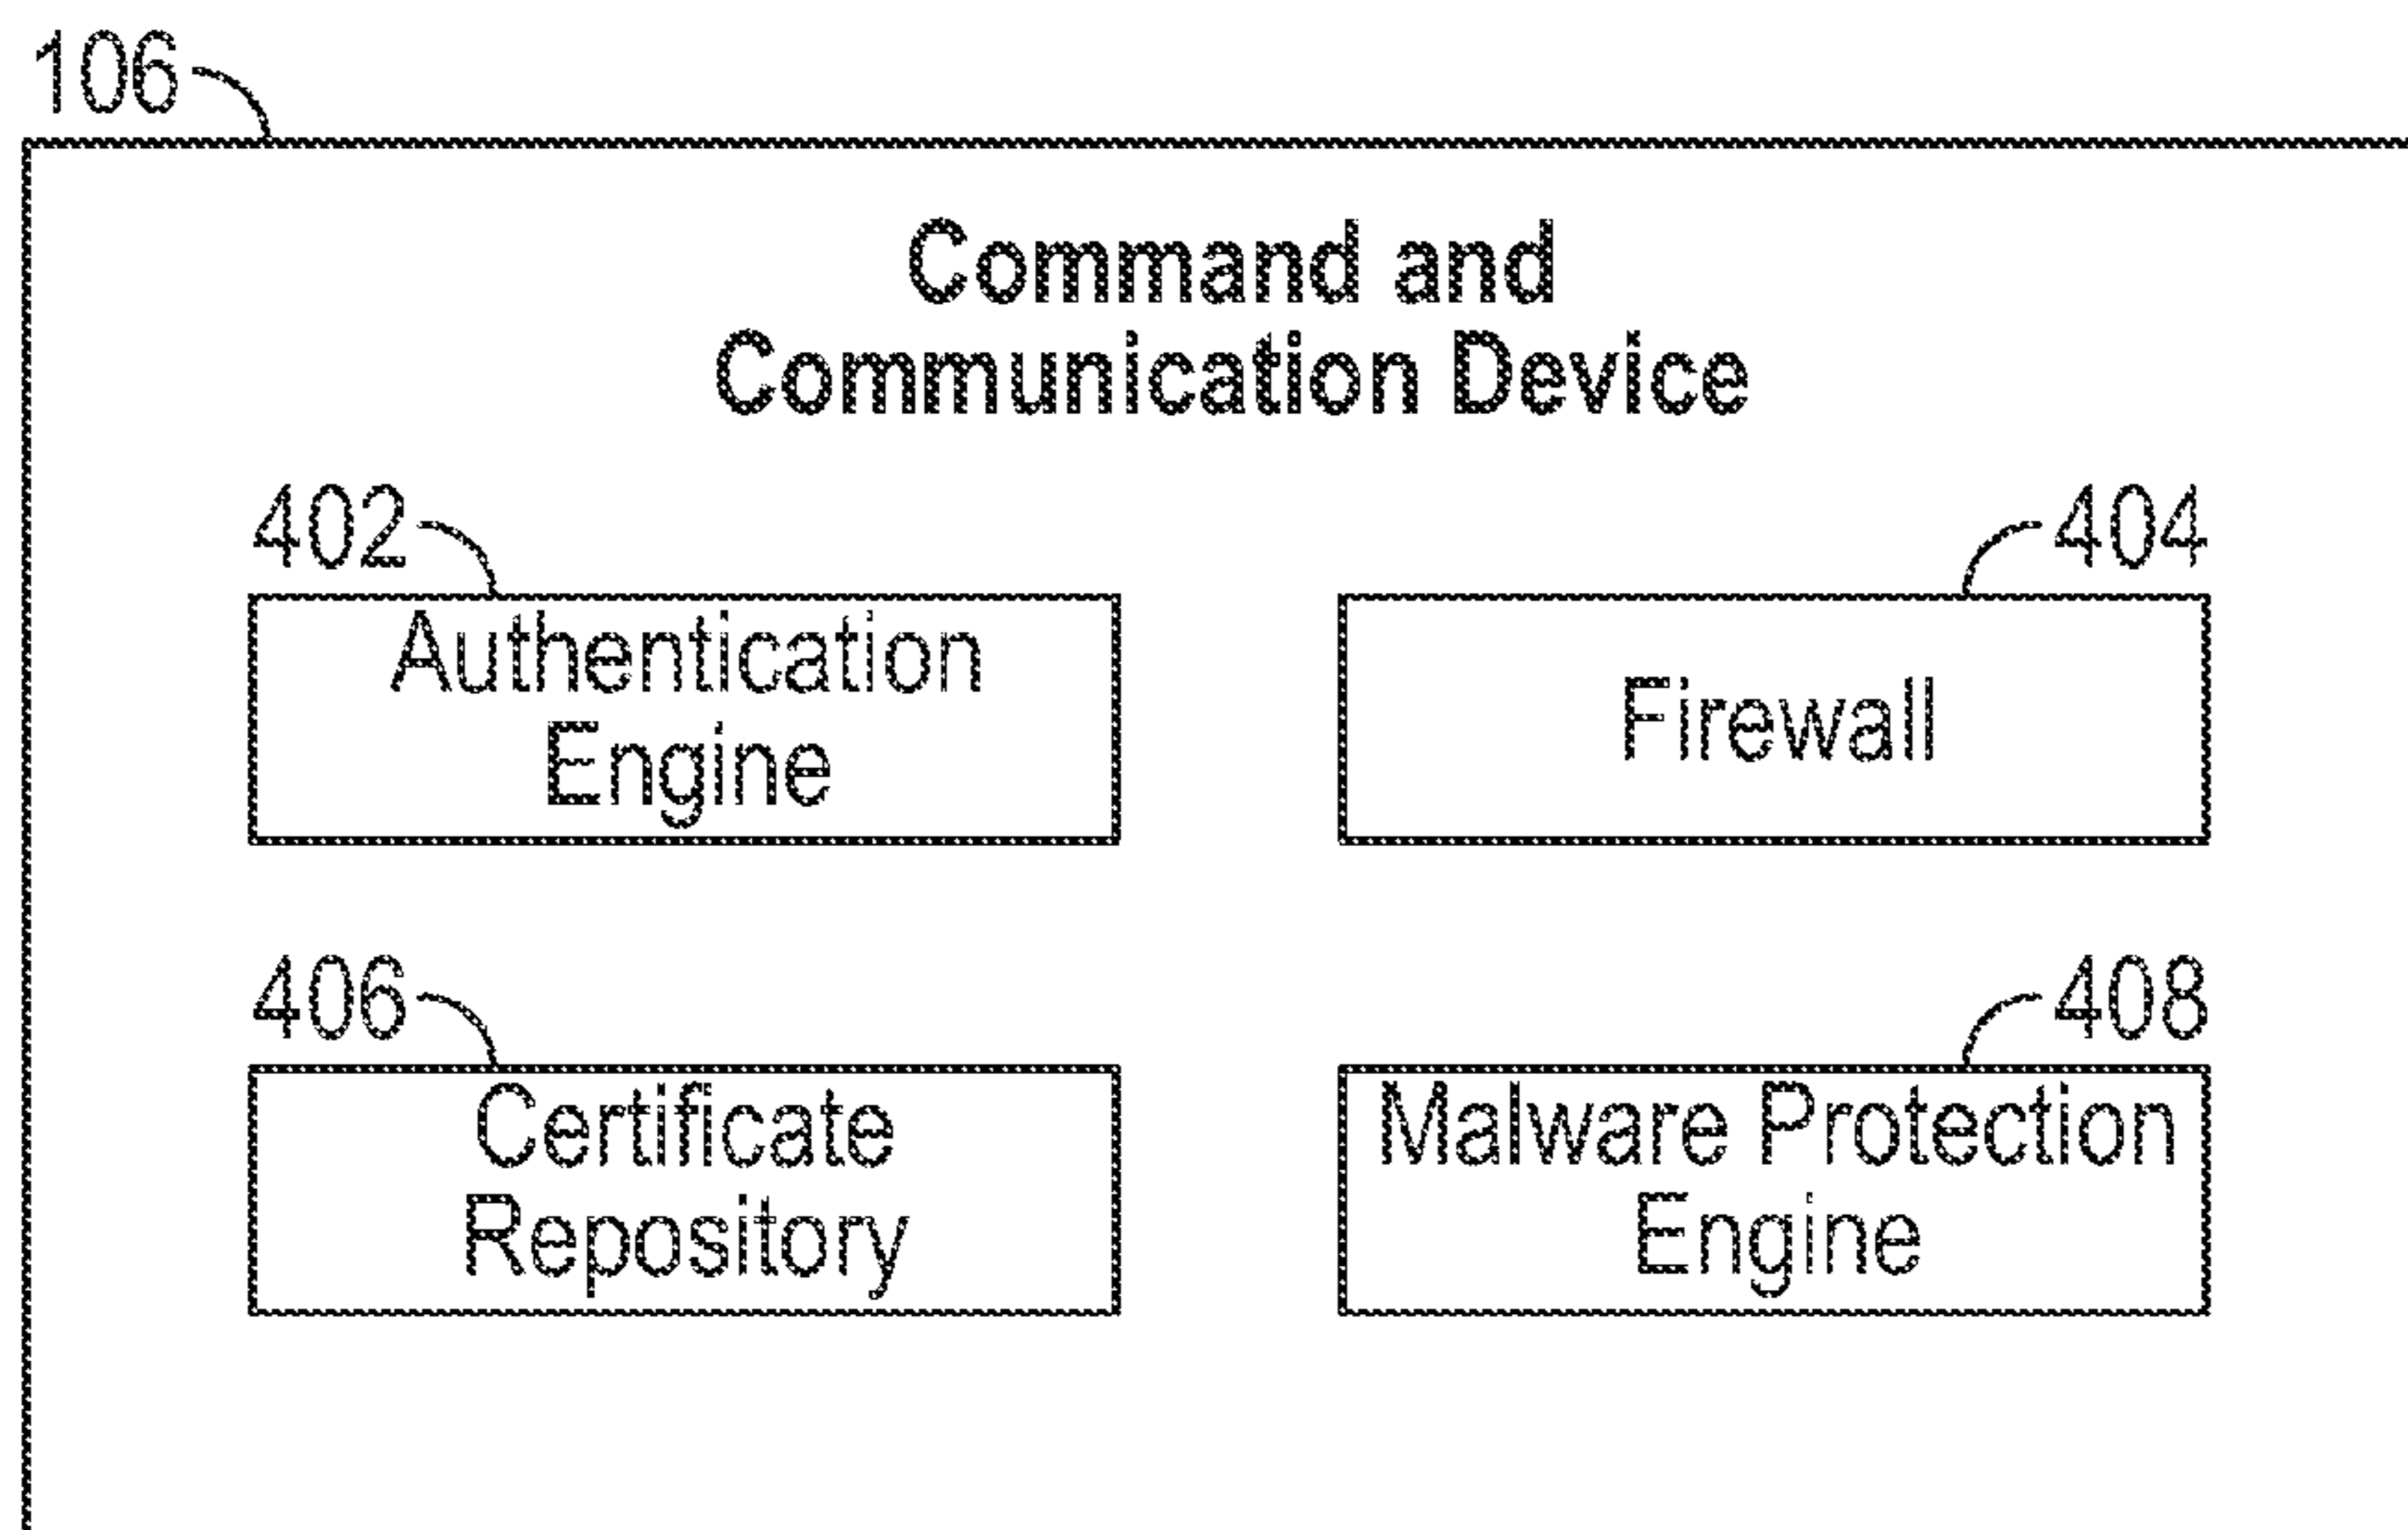 106
Command and
Communication Device
402
Authentication
Engine
404
Firewall
406
Certificate
Repository
408
Malware Protection
Engine